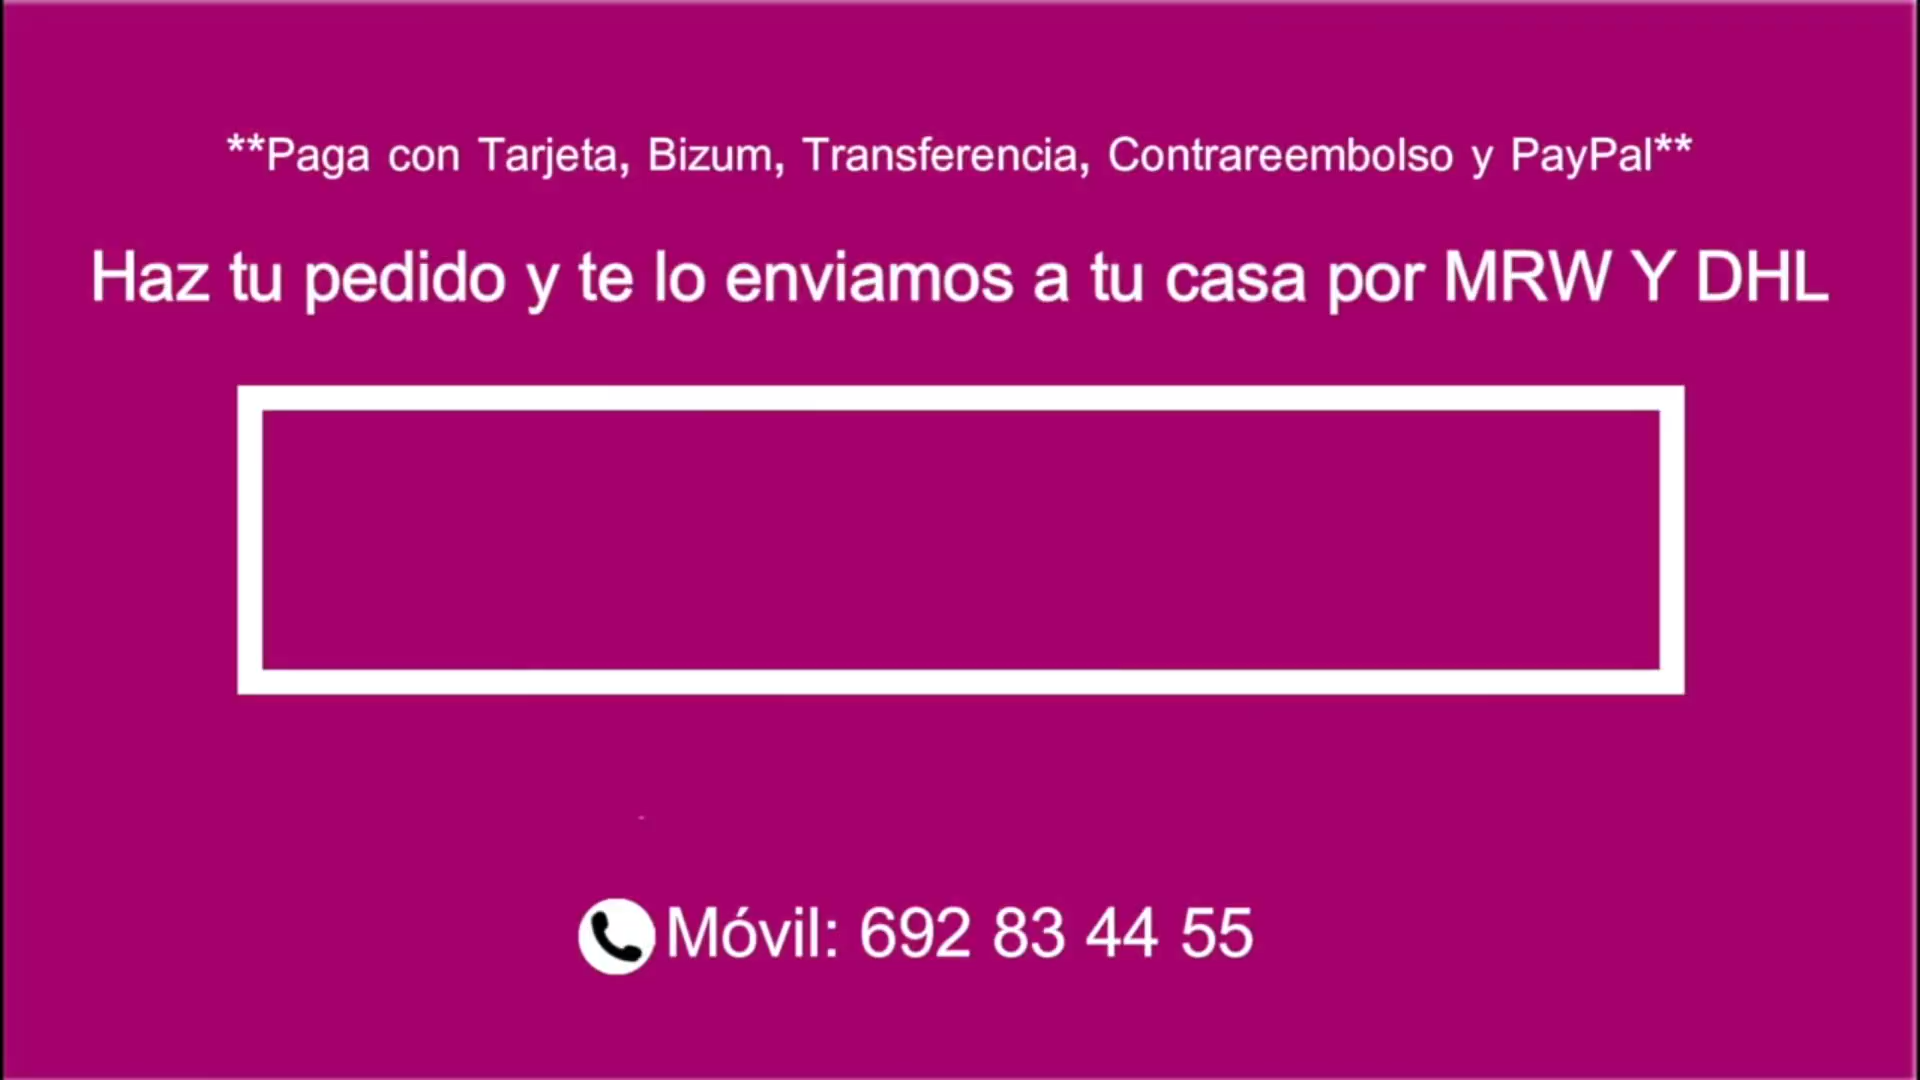 **Paga con Tarjeta, Bizum, Transferencia, Contrareembolso y PayPal**
Haz tu pedido y te lo enviamos a tu casa por MRW Y DHL
Móvil: 692 83 44 55